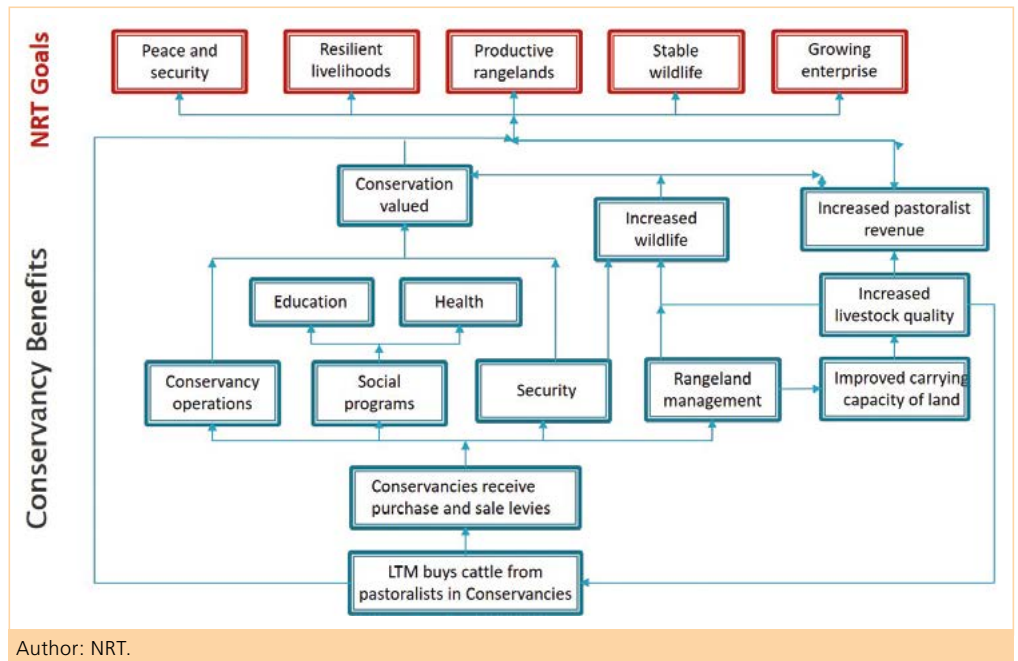 NRT Goals
Peace and
security
Resilient
livelihoods
Productive
rangelands
Stable
wildlife
Growing
enterprise
Conservancy Benefits
Conservation
valued
Increased
wildlife
Increased pastoralist
revenue
Education
Health
Increased
livestock quality
Conservancy
operations
Social
programs
Security
Rangeland
management
Improved carrying
capacity of land
Conservancies receive
purchase and sale levies
LTM buys cattle from
pastoralists in Conservancies
Author: NRT.